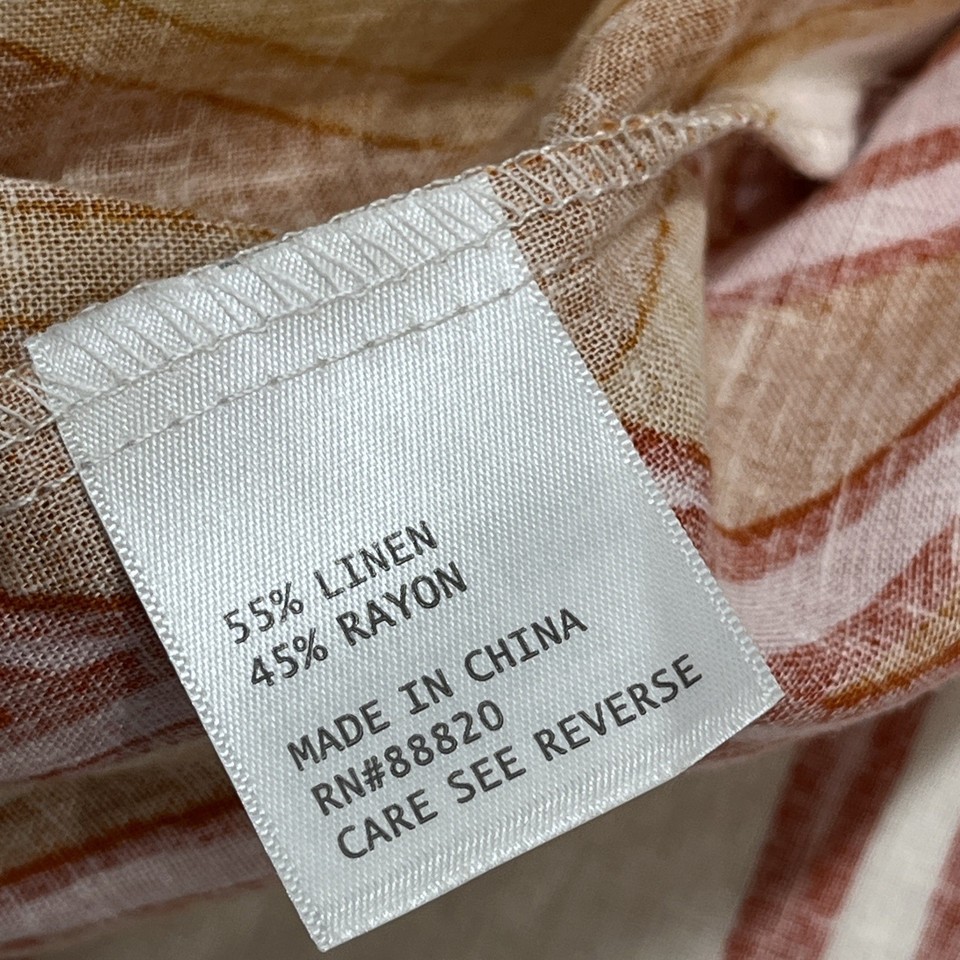 55% LINEN
45% RAYON
MADE IN CHINA
RN#88820
CARE SEE REVERSE